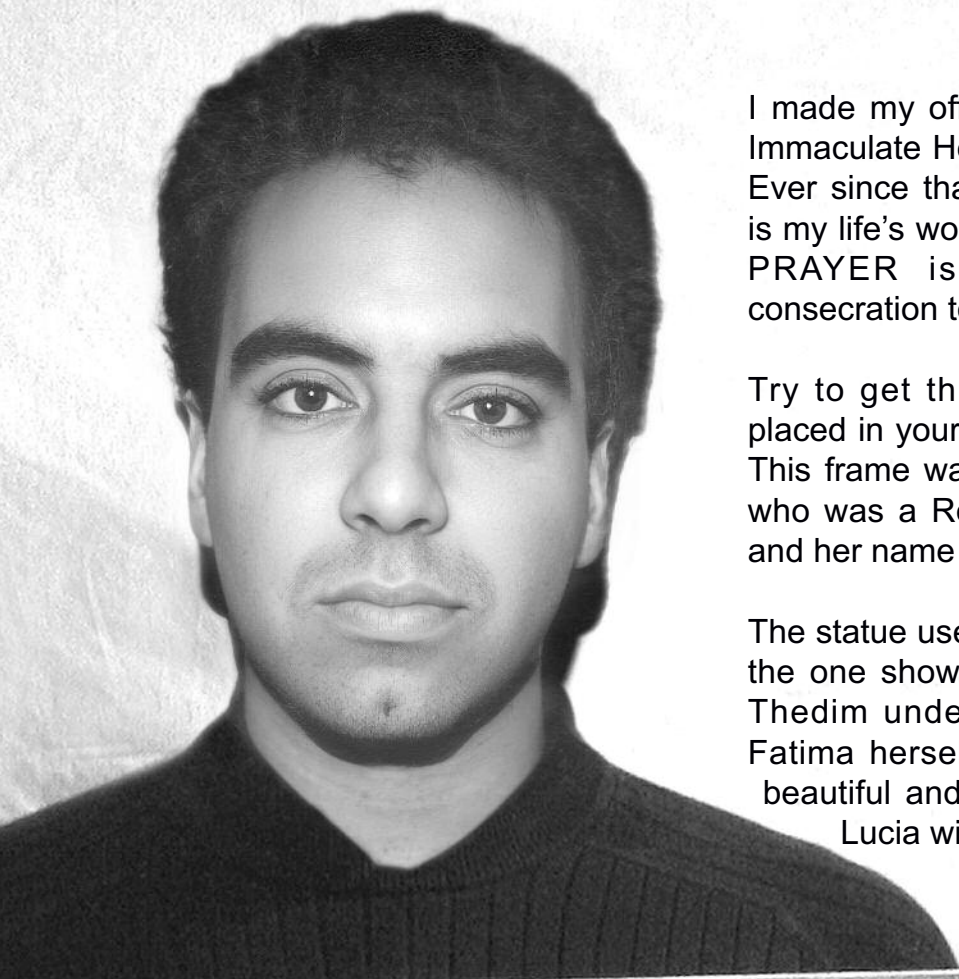 I made my of
Immaculate He
Ever since tha
is my life's wo
PRAYER is
consecration t
Try to get th
placed in your
This frame wa
who was a R
and her name
The statue use
the one show
Thedim unde
Fatima herse
beautiful and
Lucia wi